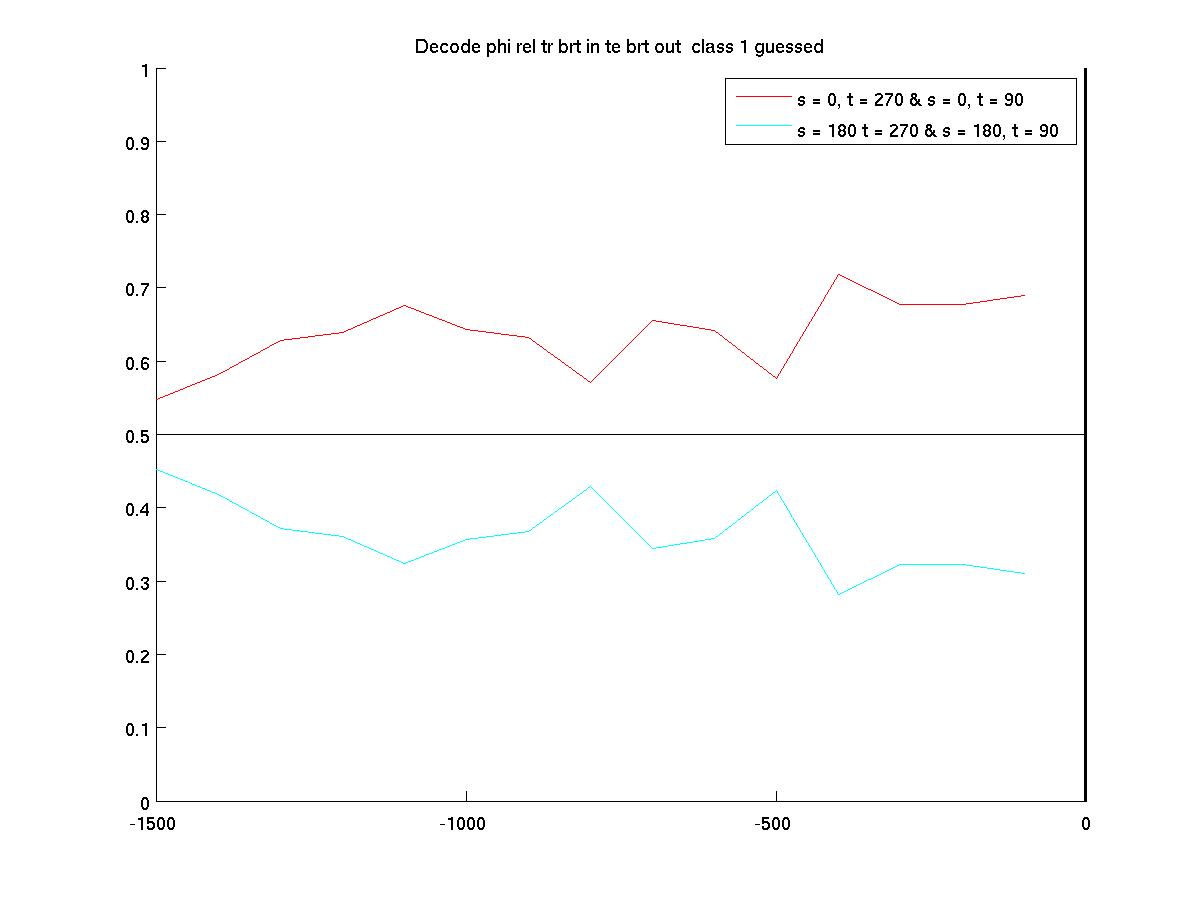 Decode phi rel tr brt in te brt out  class 1 guessed
s = 0, t = 270 & s = 0, t = 90
s = 180 t = 270 & s = 180, t = 90
1
0.9
0.8
0.7
0.6
0.5
0.4
0.3
0.2
0.1
0
-1500 -1000 -500 0